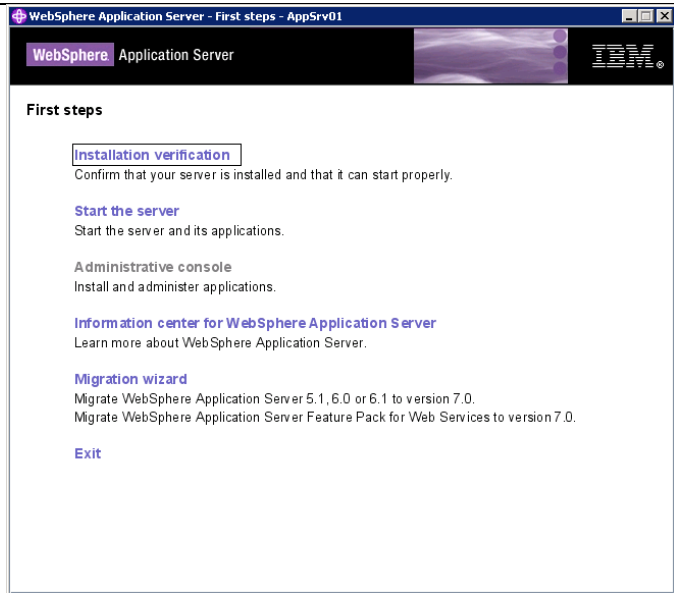 WebSphere Application Server - First steps - AppSrv01
WebSphere. Application Server
IBM®
First steps
Installation verification
Confirm that your server is installed and that it can start properly.
Start the server
Start the server and its applications.
Administrative console
Install and administer applications.
Information center for WebSphere Application Server
Learn more about WebSphere Application Server.
Migration wizard
Migrate WebSphere Application Server 5.1, 6.0 or 6.1 to version 7.0.
Migrate WebSphere Application Server Feature Pack for Web Services to version 7.0.
Exit